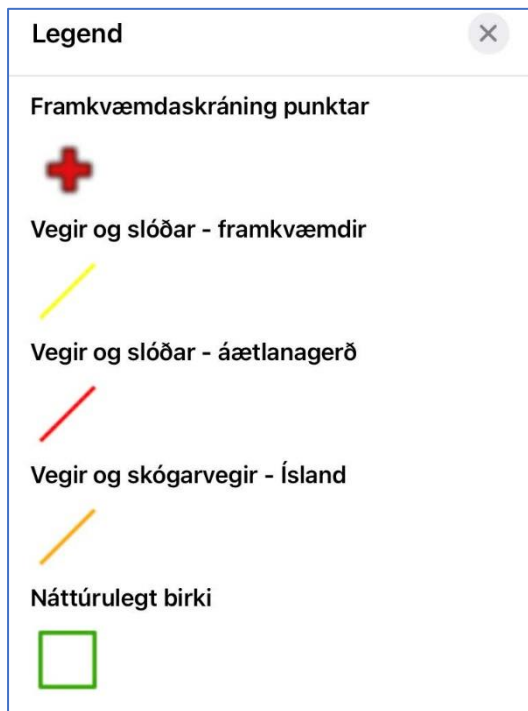 Legend
Framkvæmdaskráning punktar
Vegir og slóðar - framkvæmdir
Vegir og slóðar - áætlanagerð
Vegir og skógarvegir - Ísland
Náttúrulegt birki